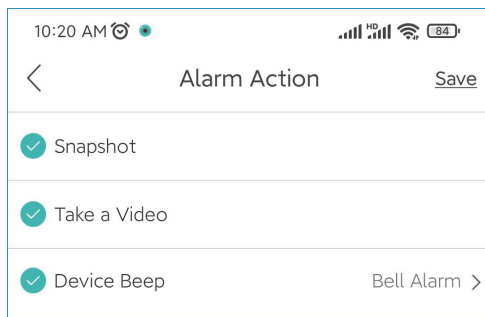 10:20 AM HD 84
Alarm Action Save
Snapshot
Take a Video
Device Beep Bell Alarm